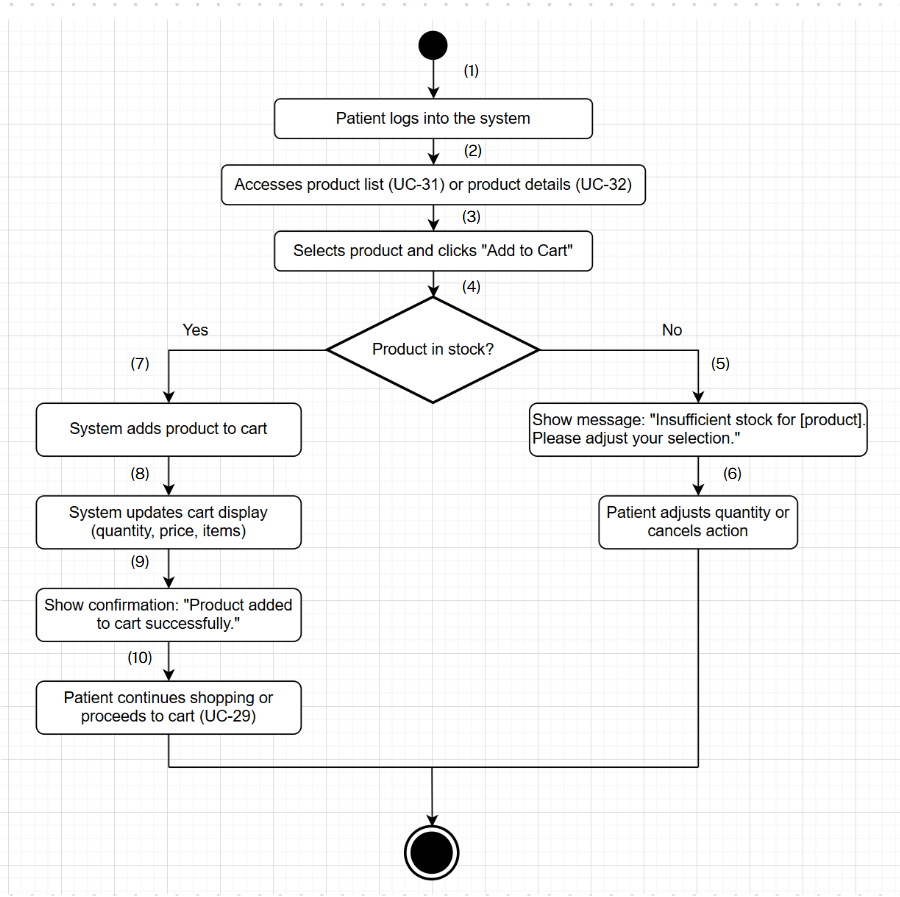 (1)
Patient logs into the system
(2)
Accesses product list (UC-31) or product details (UC-32)
(3)
Selects product and clicks "Add to Cart"
(4)
Product in stock?
Yes
No
(7)
(5)
System adds product to cart
Show message: "Insufficient stock for [product].
Please adjust your selection."
(8)
(6)
System updates cart display
(quantity, price, items)
Patient adjusts quantity or
cancels action
(9)
Show confirmation: "Product added
to cart successfully."
(10)
Patient continues shopping or
proceeds to cart (UC-29)